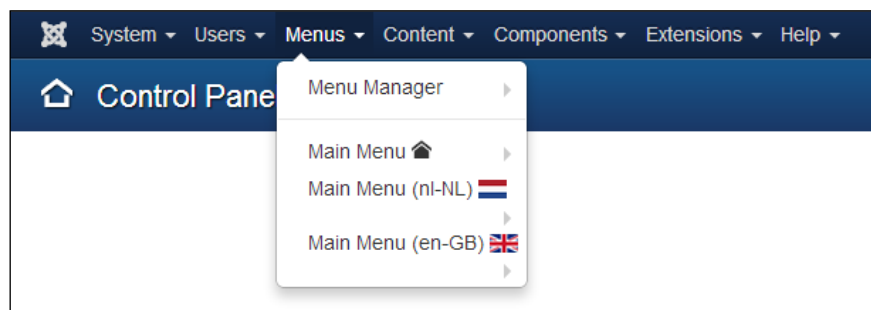 System Users Menus Content Components Extensions Help
Control Pane
Menu Manager
Main Menu
Main Menu (nl-NL)
Main Menu (en-GB)